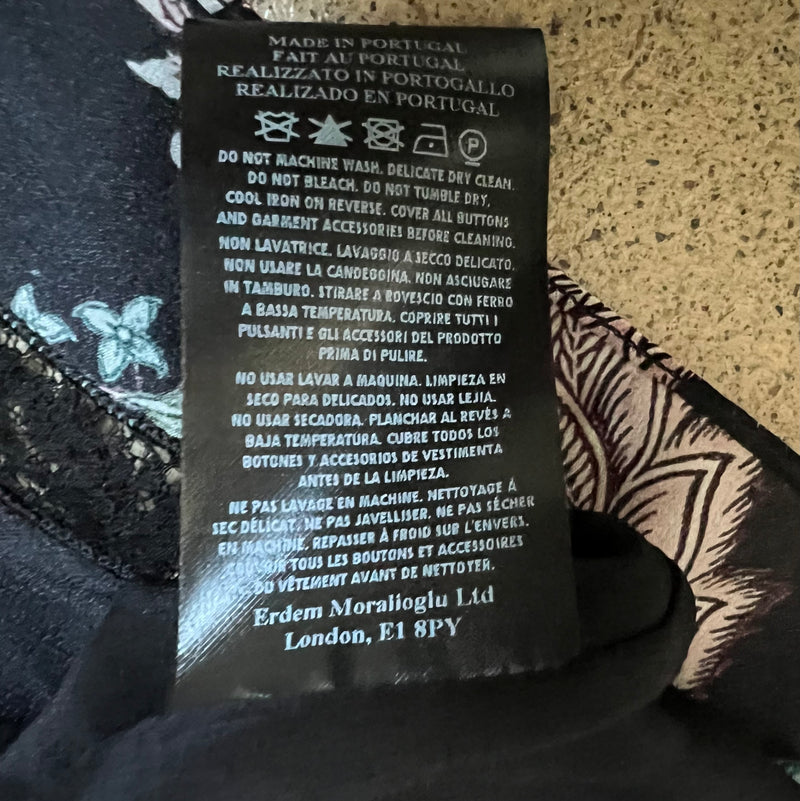 MADE IN PORTUGAL
FAIT AU PORTUGAL
REALIZZATO IN PORTOGALLO
REALIZADO EN PORTUGAL
P
DO NOT MACHINE WASH. DELICATE DRY CLEAN.
DO NOT BLEACH. DO NOT TUMBLE DRY.
COOL IRON ON REVERSE. COVER ALL BUTTONS
AND GARMENT ACCESSORIES BEFORE CLEANING.
NON LAVATRICE. LAVAGGIO A SECCO DELICATO.
NON USARE LA CANDEGGINA. NON ASCIUGARE
IN TAMBURO. STIRARE A ROVESCIO CON FERRO
A BASSA TEMPERATURA. COPRIRE TUTTI I
PULSANTI E GLI ACCESSORI DEL PRODOTTO
PRIMA DI PULIRE.
NO USAR LAVAR A MAQUINA. LIMPIEZA EN
SECO PARA DELICADOS. NO USAR LEJIA.
NO USAR SECADORA. PLANCHAR AL REVÉS A
BAJA TEMPERATURA. CUBRE TODOS LOS
BOTONES Y ACCESORIOS DE VESTIMENTA
ANTES DE LA LIMPIEZA.
NE PAS LAVAGE EN MACHINE. NETTOYAGE À
SEC DÉLICAT. NE PAS JAVELLISER. NE PAS SÉCHER
EN MACHINE. REPASSER À FROID SUR L'ENVERS.
TOUS LES BOUTONS ET ACCESSOIRES
DU VÊTEMENT AVANT DE NETTOYER.
Erdem Moralioglu Ltd
London, E1 8PY